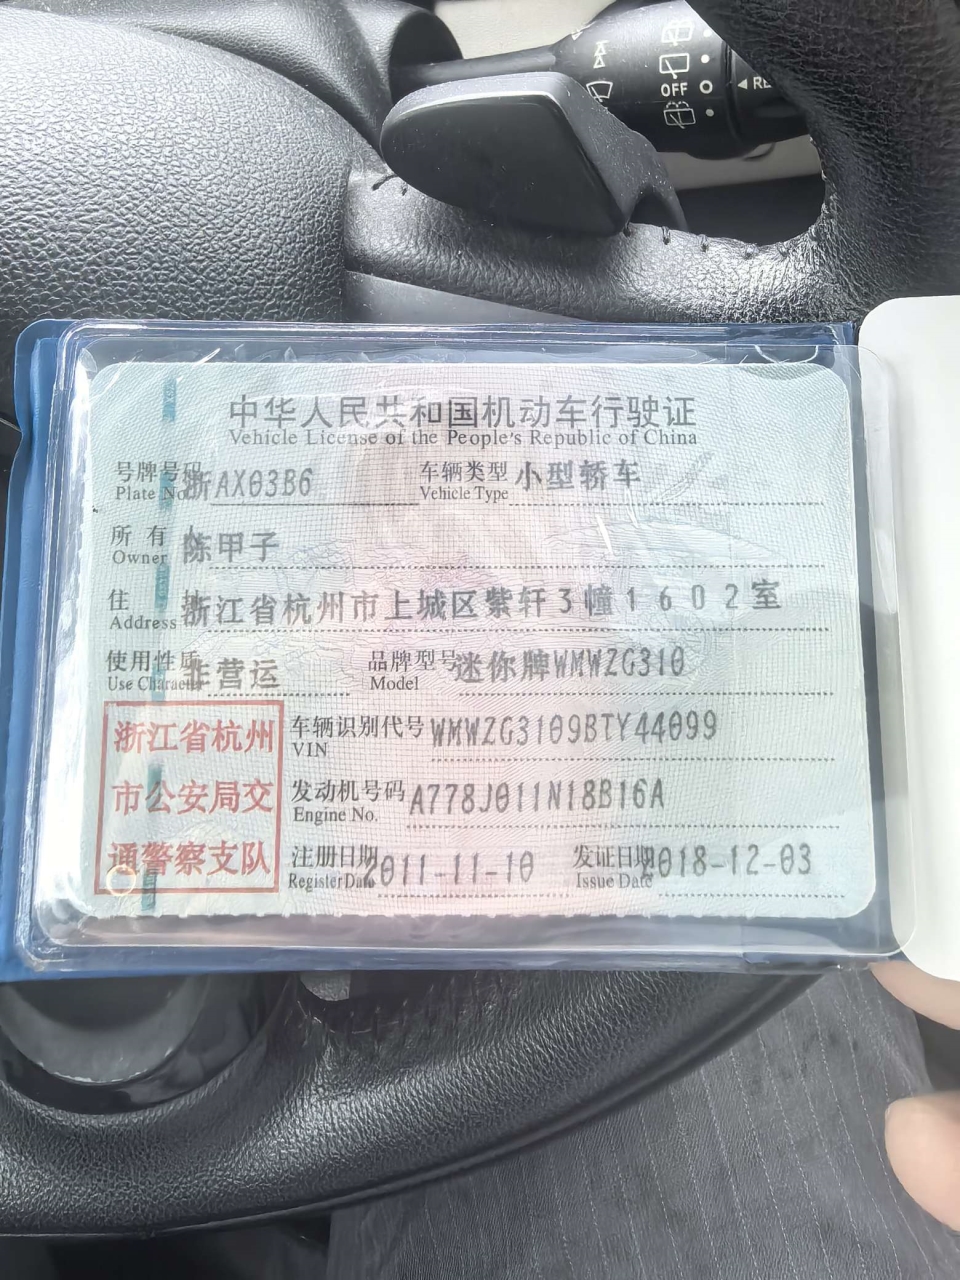 OFF
◄ RE
中华人民共和国机动车行驶证
Vehicle License of the People's Republic of China
号牌号码 浙AX03B6 车辆类型 小型轿车
Plate No. Vehicle Type
所有人 陈甲子
Owner
住址 浙江省杭州市上城区紫轩3幢1602室
Address
使用性质 非营运 品牌型号 迷你牌WMWZG310
Use Character Model
浙江省杭州
市公安局交
通警察支队
车辆识别代号 WMWZG3109BTY44099
VIN
发动机号码 A778J011N18B16A
Engine No.
注册日期 2011-11-10 发证日期 2018-12-03
Register Date Issue Date